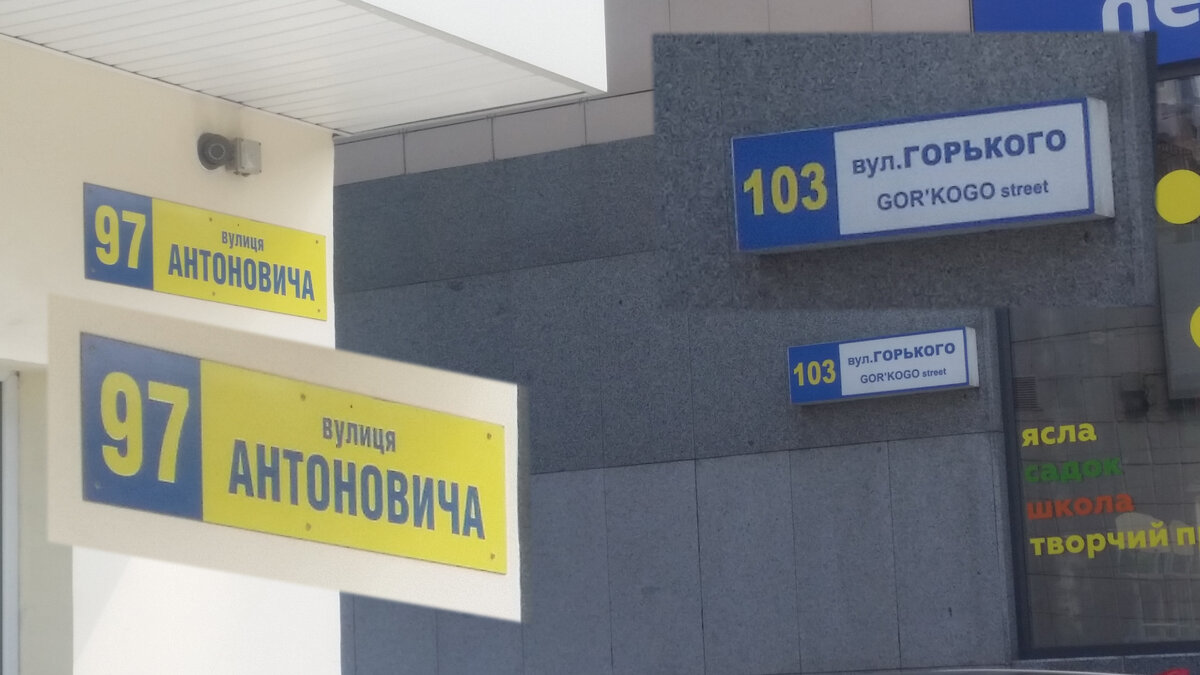 97
вулиця
АНТОНОВИЧА
97
вулиця
АНТОНОВИЧА
103
вул.ГОРЬКОГО
GOR'KOGO street
103
вул.ГОРЬКОГО
GOR'KOGO street
ясла
садок
школа
творчий